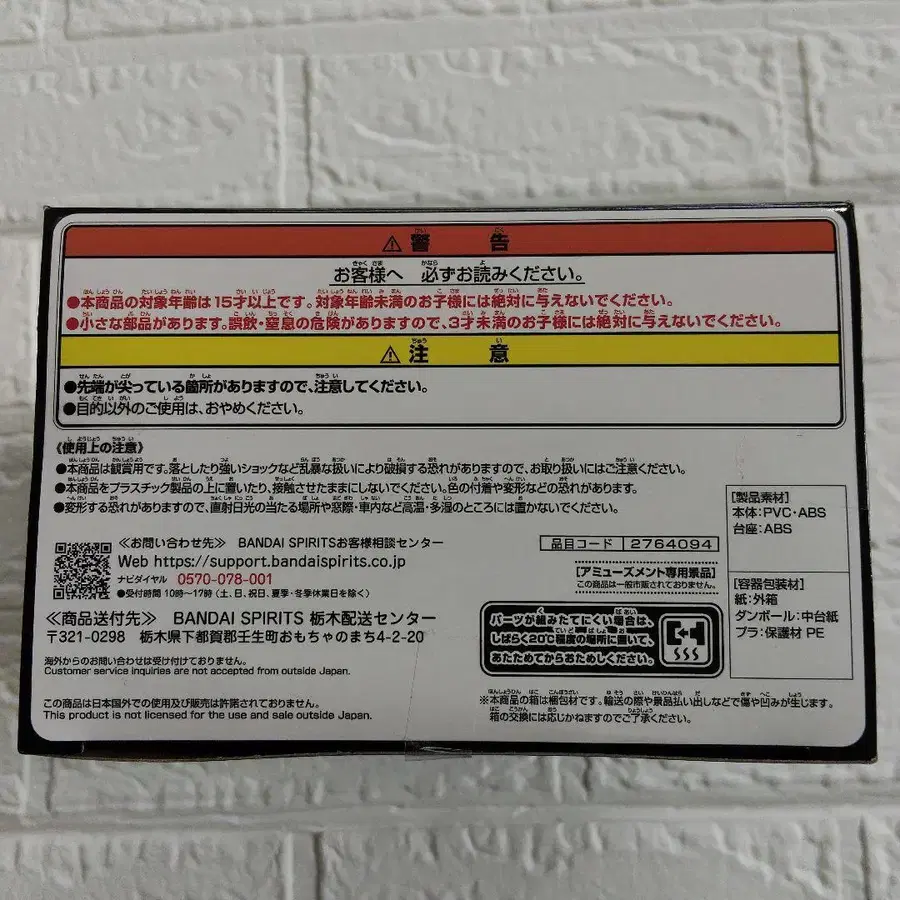 ⚠警告
お客様へ 必ずお読みください。
●本商品の対象年齢は15才以上です。対象年齢未満のお子様には絶対に与えないでください。
●小さな部品があります。誤飲・窒息の危険がありますので、3才未満のお子様には絶対に与えないでください。
⚠注意
●先端が尖っている箇所がありますので、注意してください。
●目的以外のご使用は、おやめください。
《使用上の注意》
●本商品は観賞用です。落としたり強いショックなど乱暴な扱いにより破損する恐れがありますので、お取り扱いにはご注意ください。
●本商品をプラスチック製品の上に置いたり、接触させたままにしないでください。色の付着や変形などの恐れがあります。
●変形する恐れがありますので、直射日光の当たる場所や窓際・車内など高温・多湿のところには置かないでください。
≪お問い合わせ先≫ BANDAI SPIRITSお客様相談センター
Web https://support.bandaispirits.co.jp
ナビダイヤル 0570-078-001
●受付時間 10時〜17時 (土、日、祝日、夏季・冬季休業日を除く)
≪商品送付先≫ BANDAI SPIRITS 栃木配送センター
〒321-0298 栃木県下都賀郡壬生町おもちゃのまち4-2-20
海外からのお問い合わせは受け付けておりません。
Customer service inquiries are not accepted from outside Japan.
この商品は日本国外での使用及び販売は許諾されておりません。
This product is not licensed for the use and sale outside Japan.
品目コード 2764094
[アミューズメント専用景品]
この商品は一般市販されておりません。
パーツが組みたてにくい場合は、
しばらく20℃程度の場所に置いて、
あたためてからおためしください。
※本商品の箱は梱包材です。輸送の際や景品払い出しなどで傷や凹みが生じます。
箱の交換には応じかねますのでご了承ください。
[製品素材]
本体:PVC・ABS
台座:ABS
[容器包装材]
紙:外箱
ダンボール:中台紙
プラ:保護材 PE